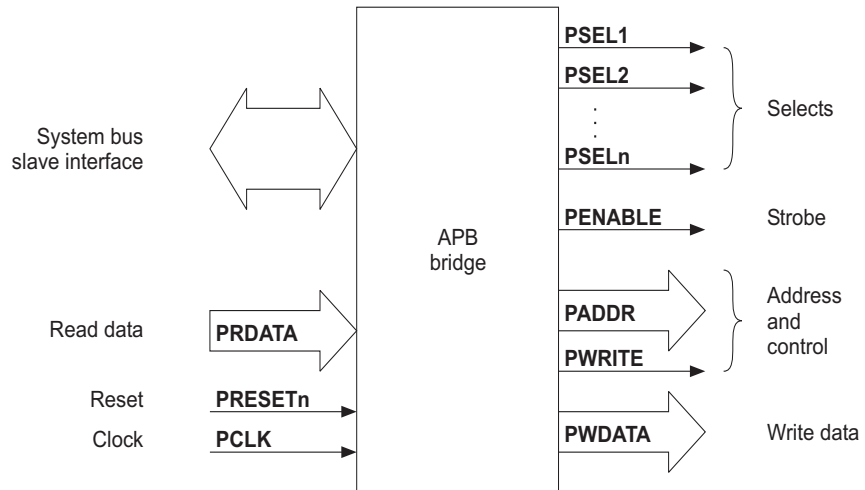 PSEL1
PSEL2
PSELn
Selects
System bus
slave interface
APB
bridge
PENABLE
Strobe
Read data
PRDATA
PADDR
PWRITE
Address
and
control
Reset
PRESETn
Clock
PCLK
PWDATA
Write data